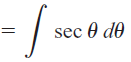 = ∫ sec θ dθ